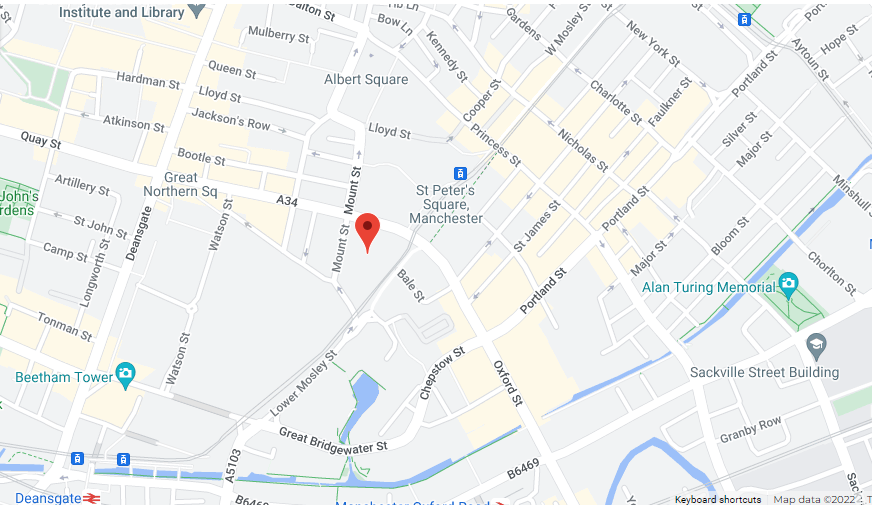 Institute and Library
Dalton St
Bow Ln
Mulberry St
Kennedy St
Gardens
W Mosley St
New York St
Portland St
Aytoun St
Hope St
Queen St
Albert Square
Hardman St
Lloyd St
Cooper St
Charlotte St
Faulkner St
Jackson's Row
Lloyd St
Princess St
Nicholas St
Silver St
Major St
Atkinson St
Quay St
Bootle St
Great
Northern Sq
Mount St
A34
St Peter's
Square,
Manchester
Portland St
Artillery St
St John St
Camp St
Longworth St
Deansgate
Watson St
Mount St
St James St
Major St
Bloom St
Minshull
Chorlton St
John's
Bale St
Portland St
Alan Turing Memorial
Tonman St
Watson St
Beetham Tower
Lower Mosley St
Chepstow St
Oxford St
Sackville Street Building
Great Bridgewater St
A5103
Granby Row
B6469
Deansgate
B6469
Manchester Oxford Road
Keyboard shortcuts
Map data ©2022